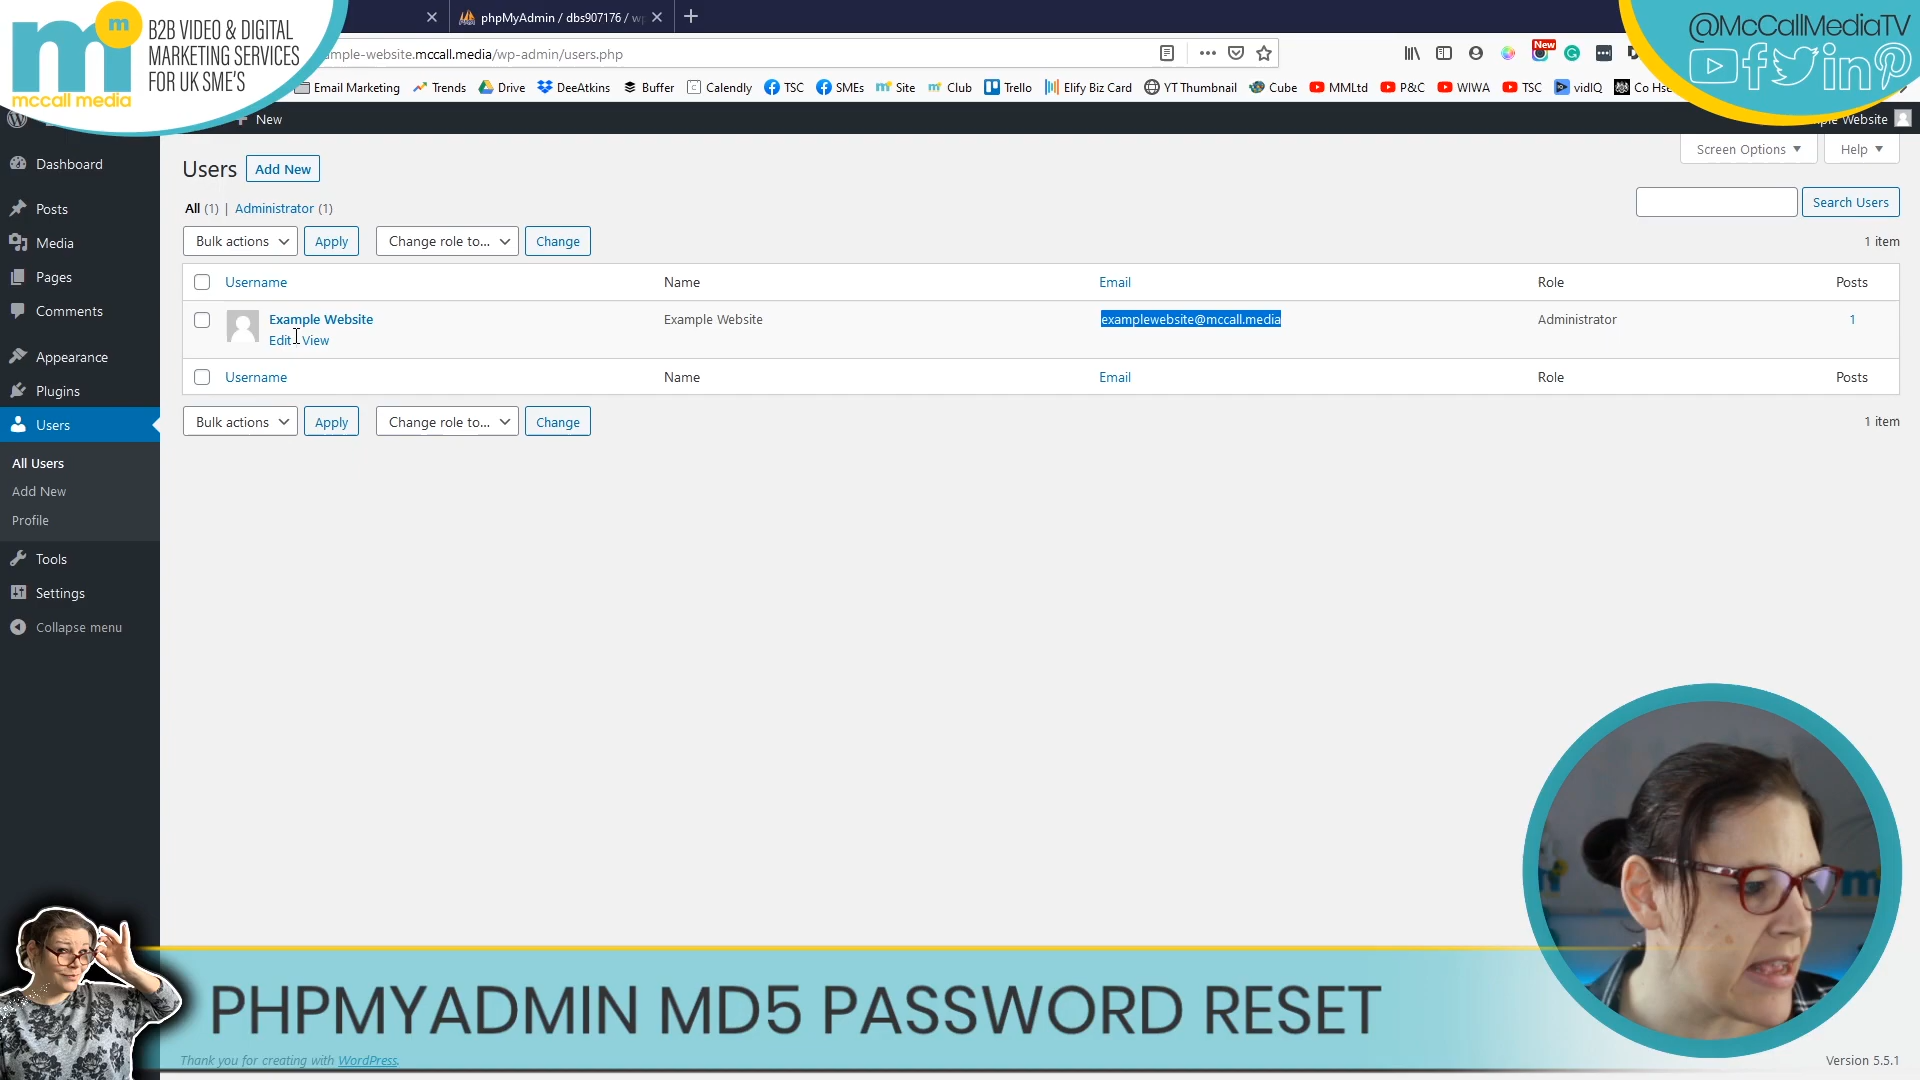 m
B2B VIDEO & DIGITAL
MARKETING SERVICES
FOR UK SME'S
mccall media
phpMyAdmin / dbs907176 / wp
@McCallMediaTV
mple-website.mccall.media/wp-admin/users.php
New
Email Marketing
Trends
Drive
DeeAtkins
Buffer
Calendly
TSC
SMEs
Site
Club
Trello
Elify Biz Card
YT Thumbnail
Cube
MMLtd
P&C
WIWA
TSC
vidIQ
Co Hse
New
ple Website
Dashboard
Posts
Media
Pages
Comments
Appearance
Plugins
Users
All Users
Add New
Profile
Tools
Settings
Collapse menu
Screen Options
Help
Users
Add New
All (1) | Administrator (1)
Search Users
Bulk actions
Apply
Change role to...
Change
1 item
Username
Name
Email
Role
Posts
Example Website
Example Website
examplewebsite@mccall.media
Administrator
1
Edit View
Username
Name
Email
Role
Posts
Bulk actions
Apply
Change role to...
Change
1 item
PHPMYADMIN MD5 PASSWORD RESET
Thank you for creating with WordPress.
Version 5.5.1